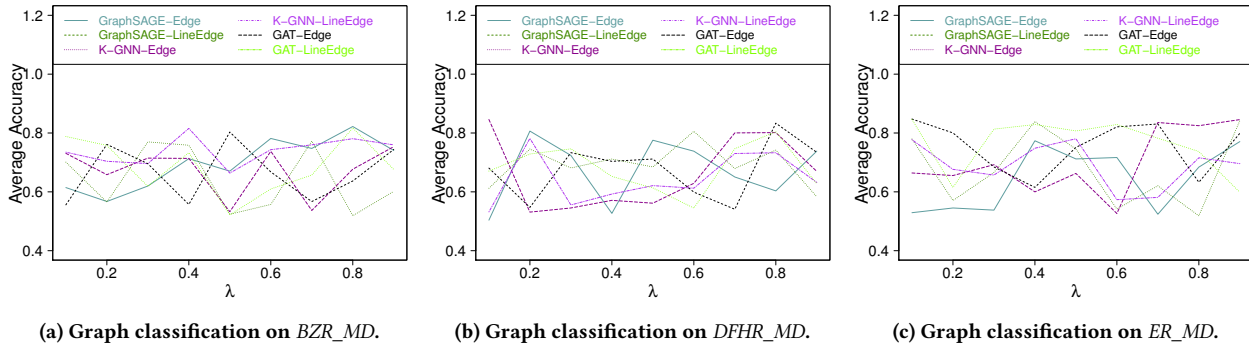 GraphSAGE−Edge
GraphSAGE−LineEdge
K−GNN−Edge
K−GNN−LineEdge
GAT−Edge
GAT−LineEdge
Average Accuracy
1.2
1.0
0.8
0.6
0.4
0.2 0.4 0.6 0.8
λ
(a) Graph classification on BZR_MD.
GraphSAGE−Edge
GraphSAGE−LineEdge
K−GNN−Edge
K−GNN−LineEdge
GAT−Edge
GAT−LineEdge
Average Accuracy
1.2
1.0
0.8
0.6
0.4
0.2 0.4 0.6 0.8
λ
(b) Graph classification on DFHR_MD.
GraphSAGE−Edge
GraphSAGE−LineEdge
K−GNN−Edge
K−GNN−LineEdge
GAT−Edge
GAT−LineEdge
Average Accuracy
1.2
1.0
0.8
0.6
0.4
0.2 0.4 0.6 0.8
λ
(c) Graph classification on ER_MD.